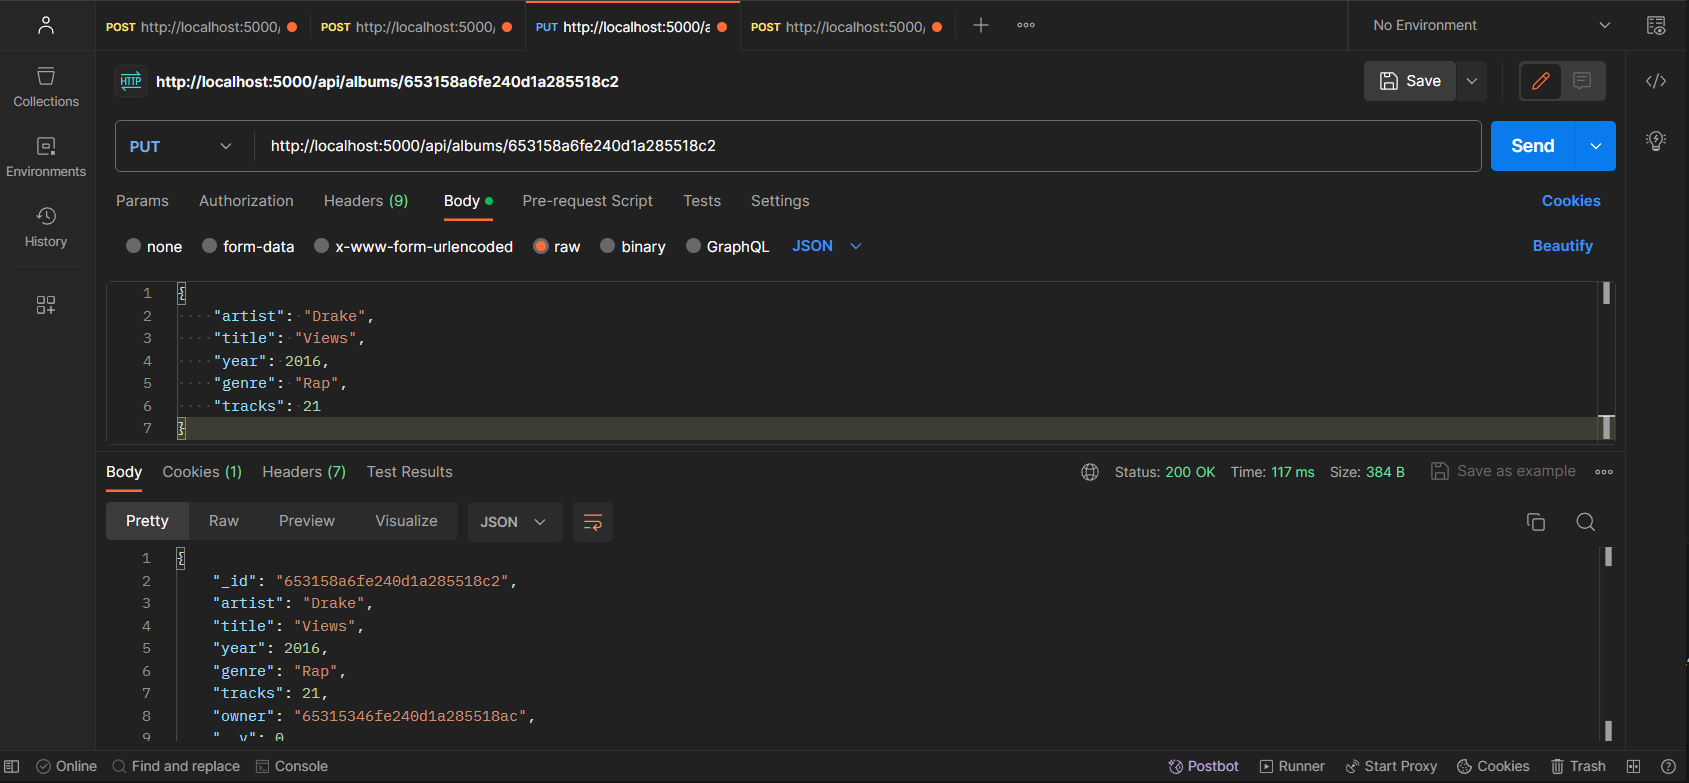 POST http://localhost:5000/ POST http://localhost:5000/ PUT http://localhost:5000/a POST http://localhost:5000/ No Environment
HTTP http://localhost:5000/api/albums/653158a6fe240d1a285518c2 Save
Collections
PUT http://localhost:5000/api/albums/653158a6fe240d1a285518c2 Send
Environments
Params Authorization Headers (9) Body Pre-request Script Tests Settings Cookies
History
none form-data x-www-form-urlencoded raw binary GraphQL JSON Beautify
1 {
2 "artist": "Drake",
3 "title": "Views",
4 "year": 2016,
5 "genre": "Rap",
6 "tracks": 21
7 }
Body Cookies (1) Headers (7) Test Results Status: 200 OK Time: 117 ms Size: 384 B Save as example
Pretty Raw Preview Visualize JSON
1 {
2 "_id": "653158a6fe240d1a285518c2",
3 "artist": "Drake",
4 "title": "Views",
5 "year": 2016,
6 "genre": "Rap",
7 "tracks": 21,
8 "owner": "65315346fe240d1a285518ac",
9 "__v": 0
Online Find and replace Console Postbot Runner Start Proxy Cookies Trash